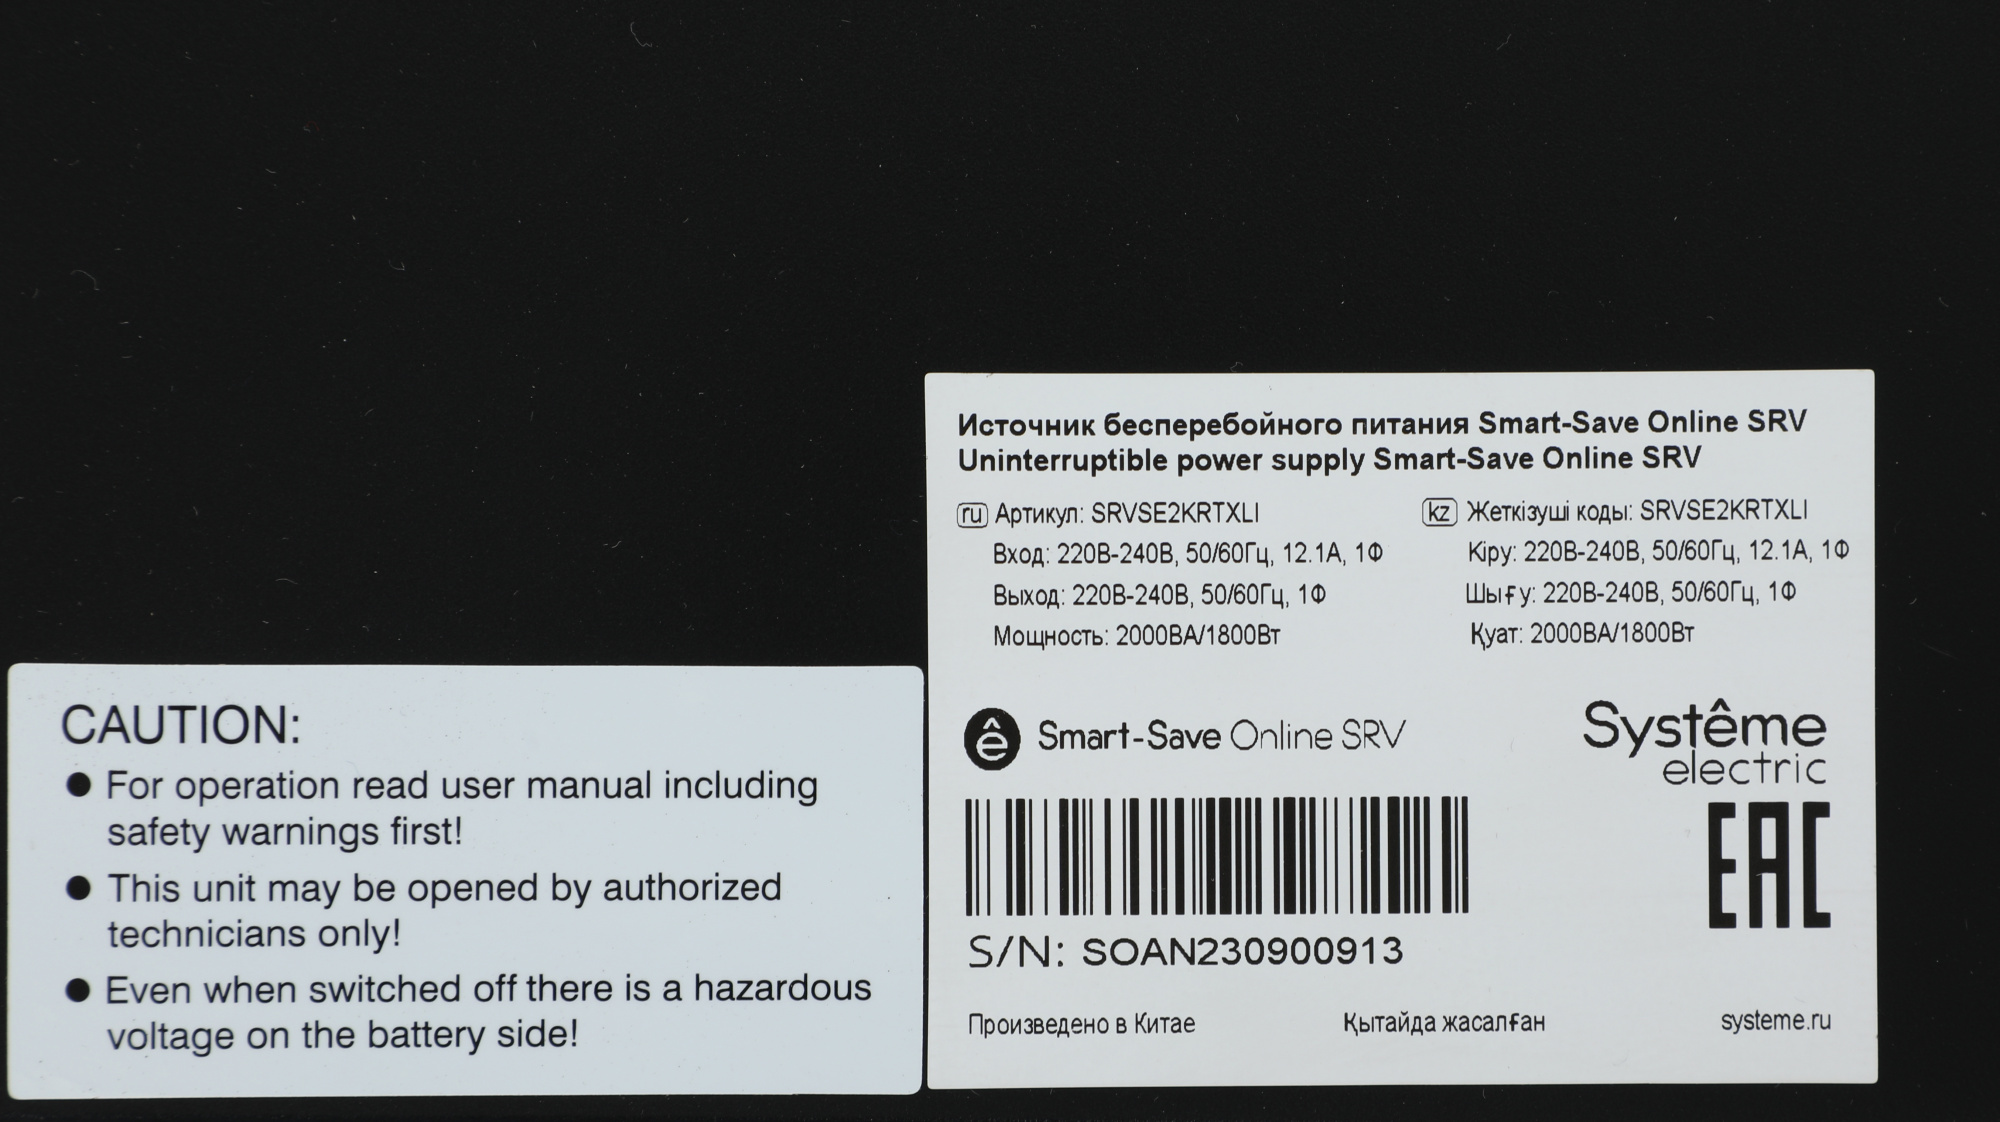 CAUTION:
● For operation read user manual including
safety warnings first!
● This unit may be opened by authorized
technicians only!
● Even when switched off there is a hazardous
voltage on the battery side!
Источник бесперебойного питания Smart-Save Online SRV
Uninterruptible power supply Smart-Save Online SRV
ru Артикул: SRVSE2KRTXLI
Вход: 220В-240В, 50/60Гц, 12.1А, 1Ф
Выход: 220В-240В, 50/60Гц, 1Ф
Мощность: 2000ВА/1800Вт
kz Жеткізуші коды: SRVSE2KRTXLI
Кіру: 220В-240В, 50/60Гц, 12.1А, 1Ф
Шығу: 220В-240В, 50/60Гц, 1Ф
Қуат: 2000ВА/1800Вт
ê Smart-Save Online SRV
Systême
electric
EAC
S/N: SOAN230900913
Произведено в Китае
Қытайда жасалған
systeme.ru